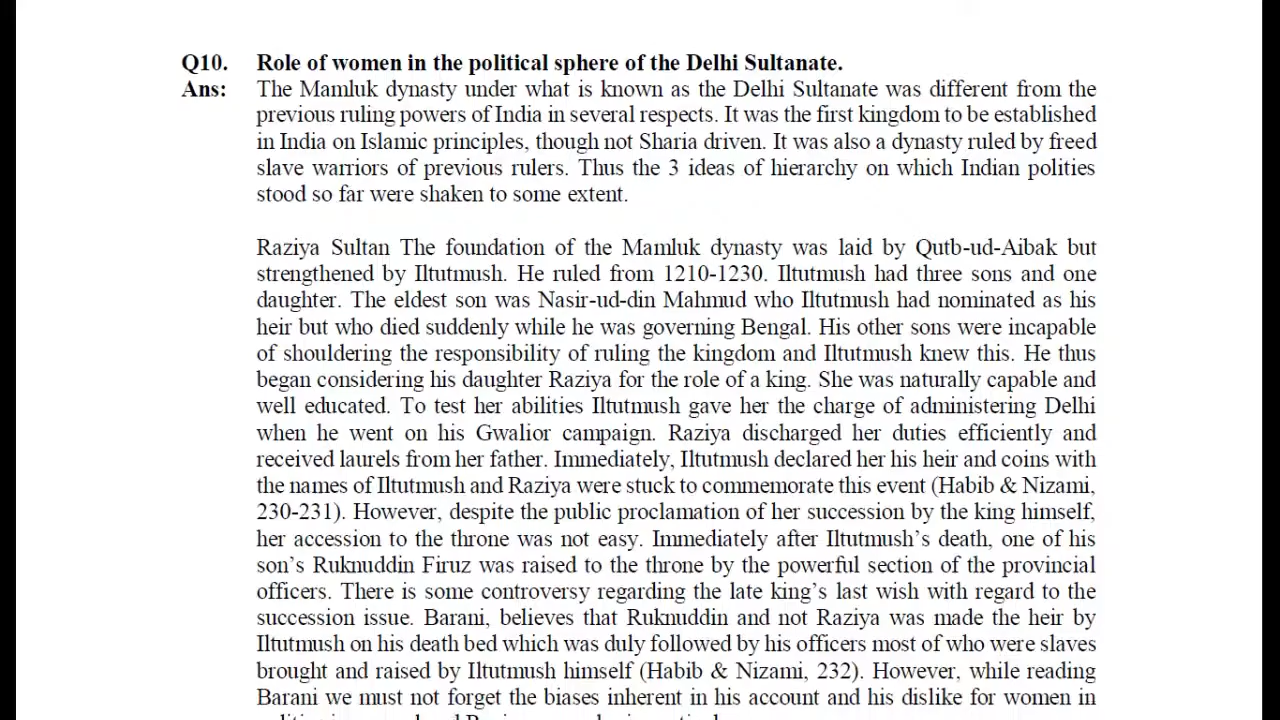 Q10. Role of women in the political sphere of the Delhi Sultanate.
Ans: The Mamluk dynasty under what is known as the Delhi Sultanate was different from the
previous ruling powers of India in several respects. It was the first kingdom to be established
in India on Islamic principles, though not Sharia driven. It was also a dynasty ruled by freed
slave warriors of previous rulers. Thus the 3 ideas of hierarchy on which Indian polities
stood so far were shaken to some extent.
Raziya Sultan The foundation of the Mamluk dynasty was laid by Qutb-ud-Aibak but
strengthened by Iltutmush. He ruled from 1210-1230. Iltutmush had three sons and one
daughter. The eldest son was Nasir-ud-din Mahmud who Iltutmush had nominated as his
heir but who died suddenly while he was governing Bengal. His other sons were incapable
of shouldering the responsibility of ruling the kingdom and Iltutmush knew this. He thus
began considering his daughter Raziya for the role of a king. She was naturally capable and
well educated. To test her abilities Iltutmush gave her the charge of administering Delhi
when he went on his Gwalior campaign. Raziya discharged her duties efficiently and
received laurels from her father. Immediately, Iltutmush declared her his heir and coins with
the names of Iltutmush and Raziya were stuck to commemorate this event (Habib & Nizami,
230-231). However, despite the public proclamation of her succession by the king himself,
her accession to the throne was not easy. Immediately after Iltutmush’s death, one of his
son’s Ruknuddin Firuz was raised to the throne by the powerful section of the provincial
officers. There is some controversy regarding the late king’s last wish with regard to the
succession issue. Barani, believes that Ruknuddin and not Raziya was made the heir by
Iltutmush on his death bed which was duly followed by his officers most of who were slaves
brought and raised by Iltutmush himself (Habib & Nizami, 232). However, while reading
Barani we must not forget the biases inherent in his account and his dislike for women in